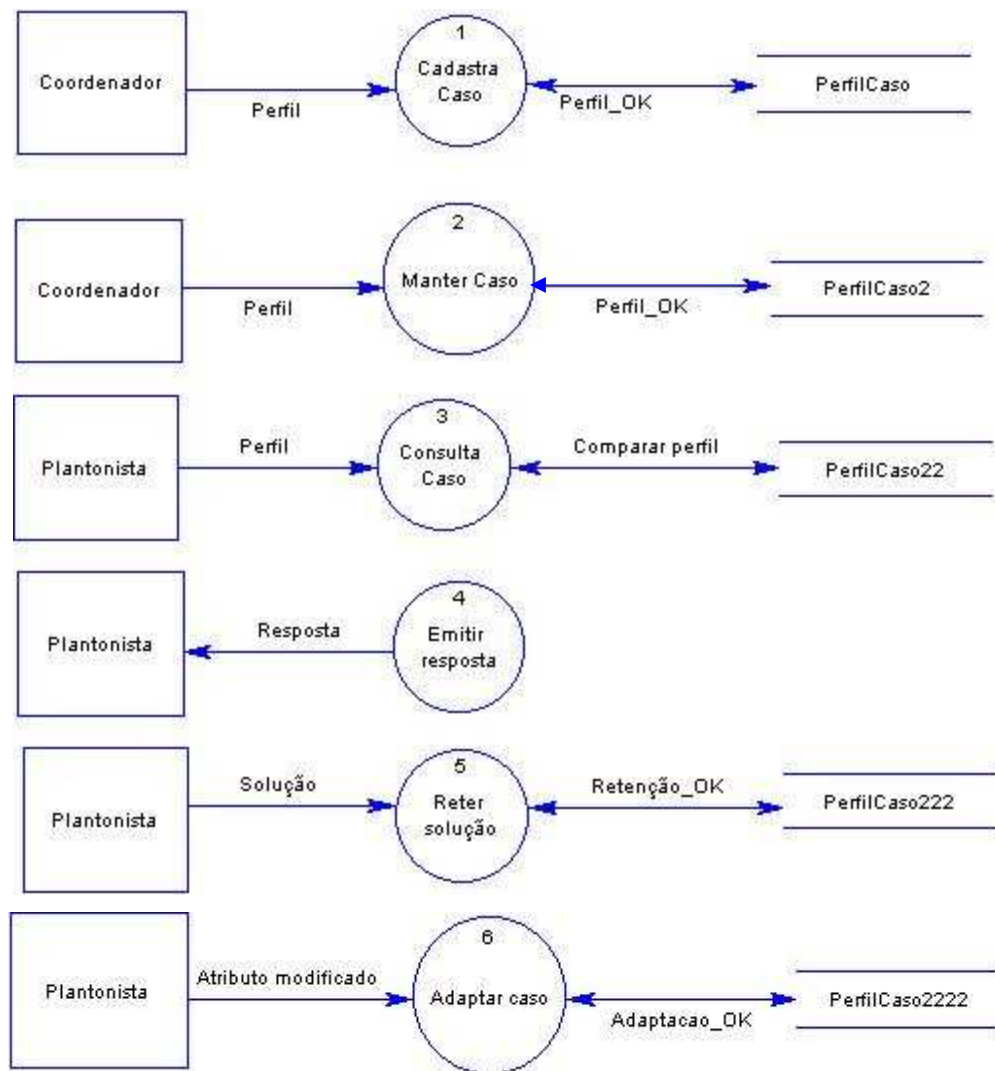 1
Coordenador
Cadastra
Caso
Perfil
Perfil_OK
PerfilCaso
2
Coordenador
Manter Caso
Perfil
Perfil_OK
PerfilCaso2
3
Plantonista
Perfil
Consulta
Caso
Comparar perfil
PerfilCaso22
4
Plantonista
Resposta
Emitir
resposta
5
Plantonista
Solução
Reter
solução
Retenção_OK
PerfilCaso222
6
Plantonista
Atributo modificado
Adaptar caso
Adaptacao_OK
PerfilCaso2222